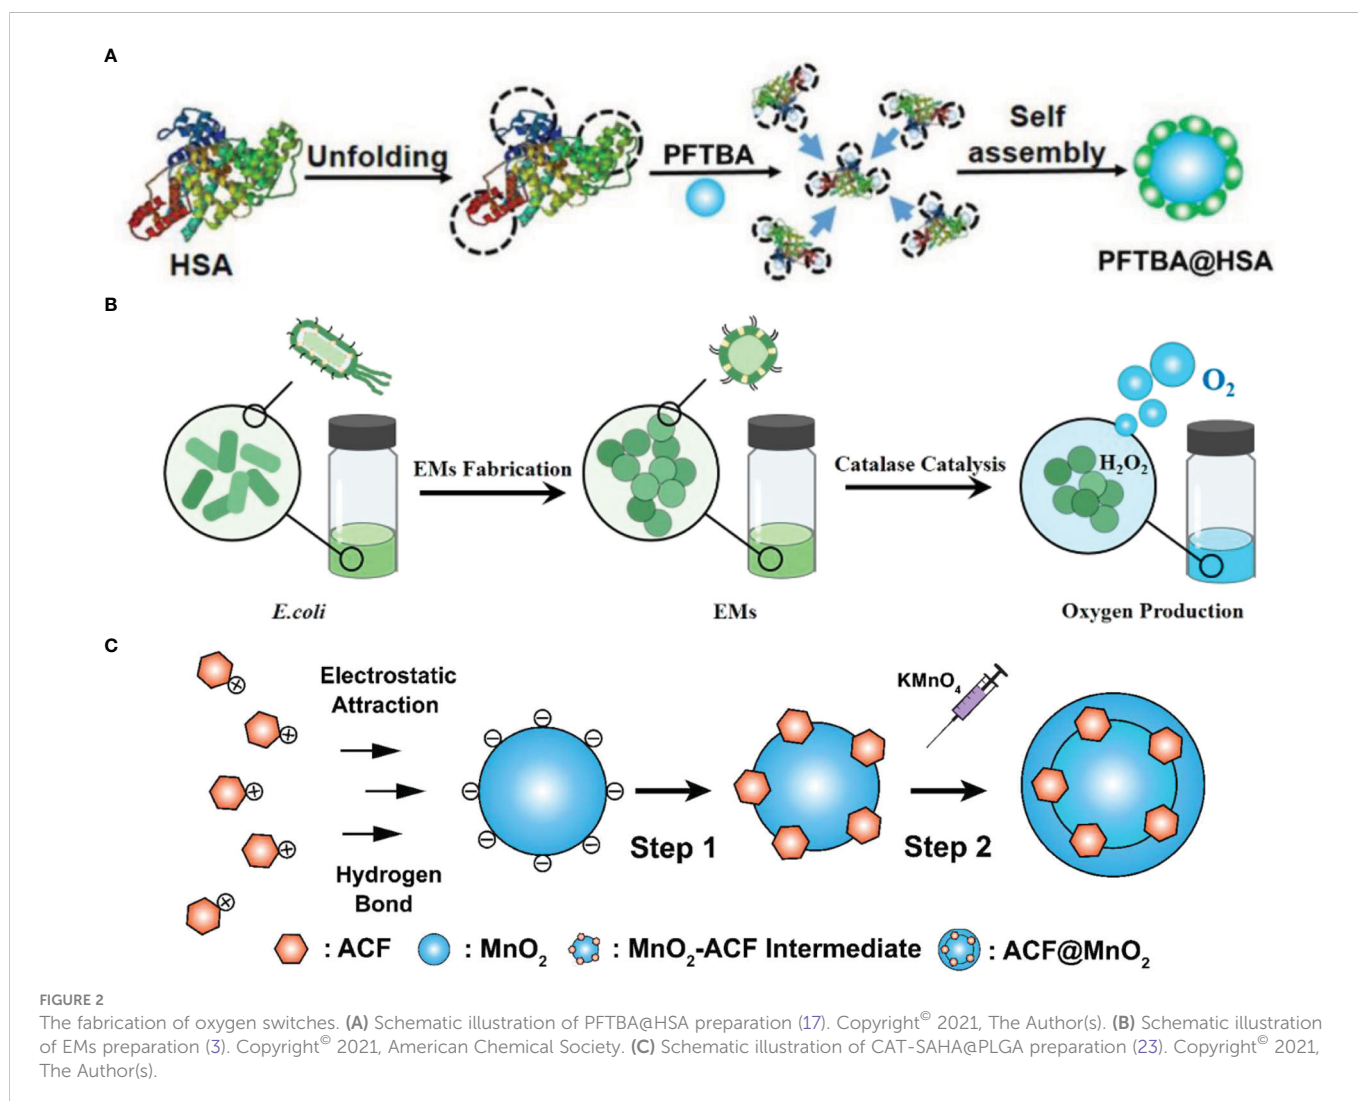 A
HSA
Unfolding
PFTBA
Self
assembly
PFTBA@HSA
B
E.coli
EMs Fabrication
EMs
Catalase Catalysis
H₂O₂
O₂
Oxygen Production
C
Electrostatic
Attraction
Hydrogen
Bond
Step 1
KMnO₄
Step 2
: ACF
: MnO₂
: MnO₂-ACF Intermediate
: ACF@MnO₂
FIGURE 2
The fabrication of oxygen switches. (A) Schematic illustration of PFTBA@HSA preparation (17). Copyright© 2021, The Author(s). (B) Schematic illustration
of EMs preparation (3). Copyright© 2021, American Chemical Society. (C) Schematic illustration of CAT-SAHA@PLGA preparation (23). Copyright© 2021,
The Author(s).